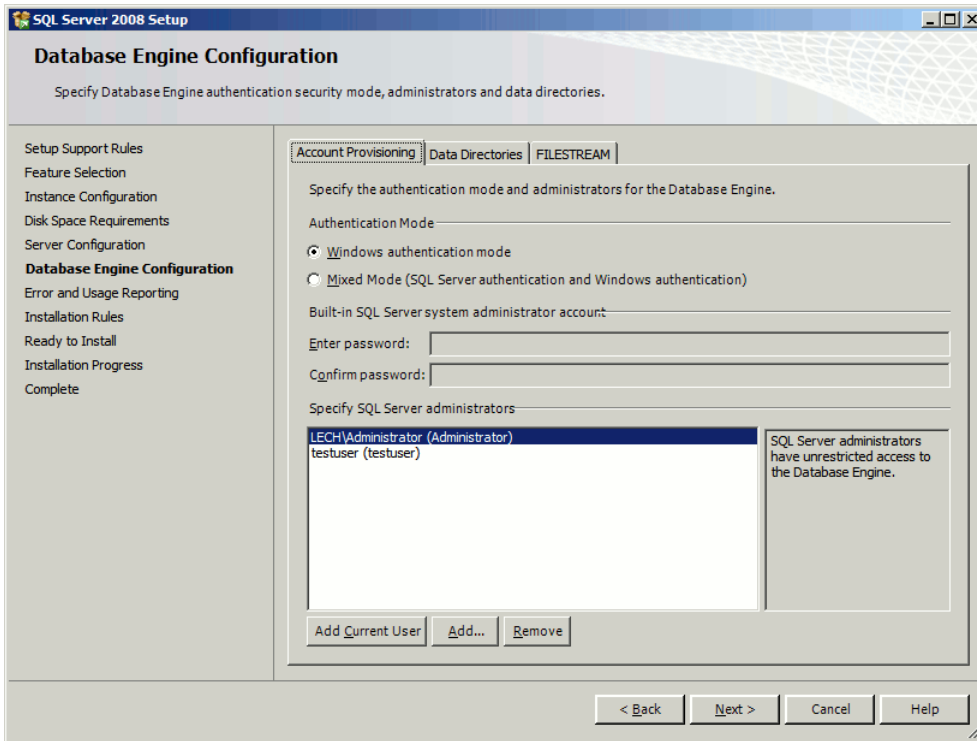 SQL Server 2008 Setup
Database Engine Configuration
Specify Database Engine authentication security mode, administrators and data directories.
Setup Support Rules
Feature Selection
Instance Configuration
Disk Space Requirements
Server Configuration
Database Engine Configuration
Error and Usage Reporting
Installation Rules
Ready to Install
Installation Progress
Complete
Account Provisioning Data Directories FILESTREAM
Specify the authentication mode and administrators for the Database Engine.
Authentication Mode
Windows authentication mode
Mixed Mode (SQL Server authentication and Windows authentication)
Built-in SQL Server system administrator account
Enter password:
Confirm password:
Specify SQL Server administrators
LECH\Administrator (Administrator)
testuser (testuser)
SQL Server administrators
have unrestricted access to
the Database Engine.
Add Current User Add... Remove
< Back Next > Cancel Help